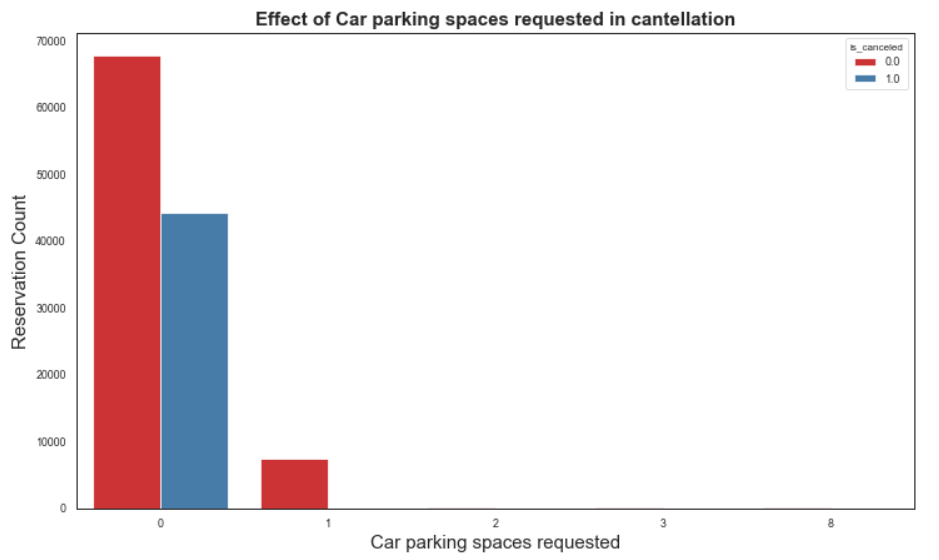 Effect of Car parking spaces requested in cantellation
is_canceled
0.0
1.0
70000
60000
50000
40000
30000
20000
10000
0
Reservation Count
0 1 2 3 8
Car parking spaces requested